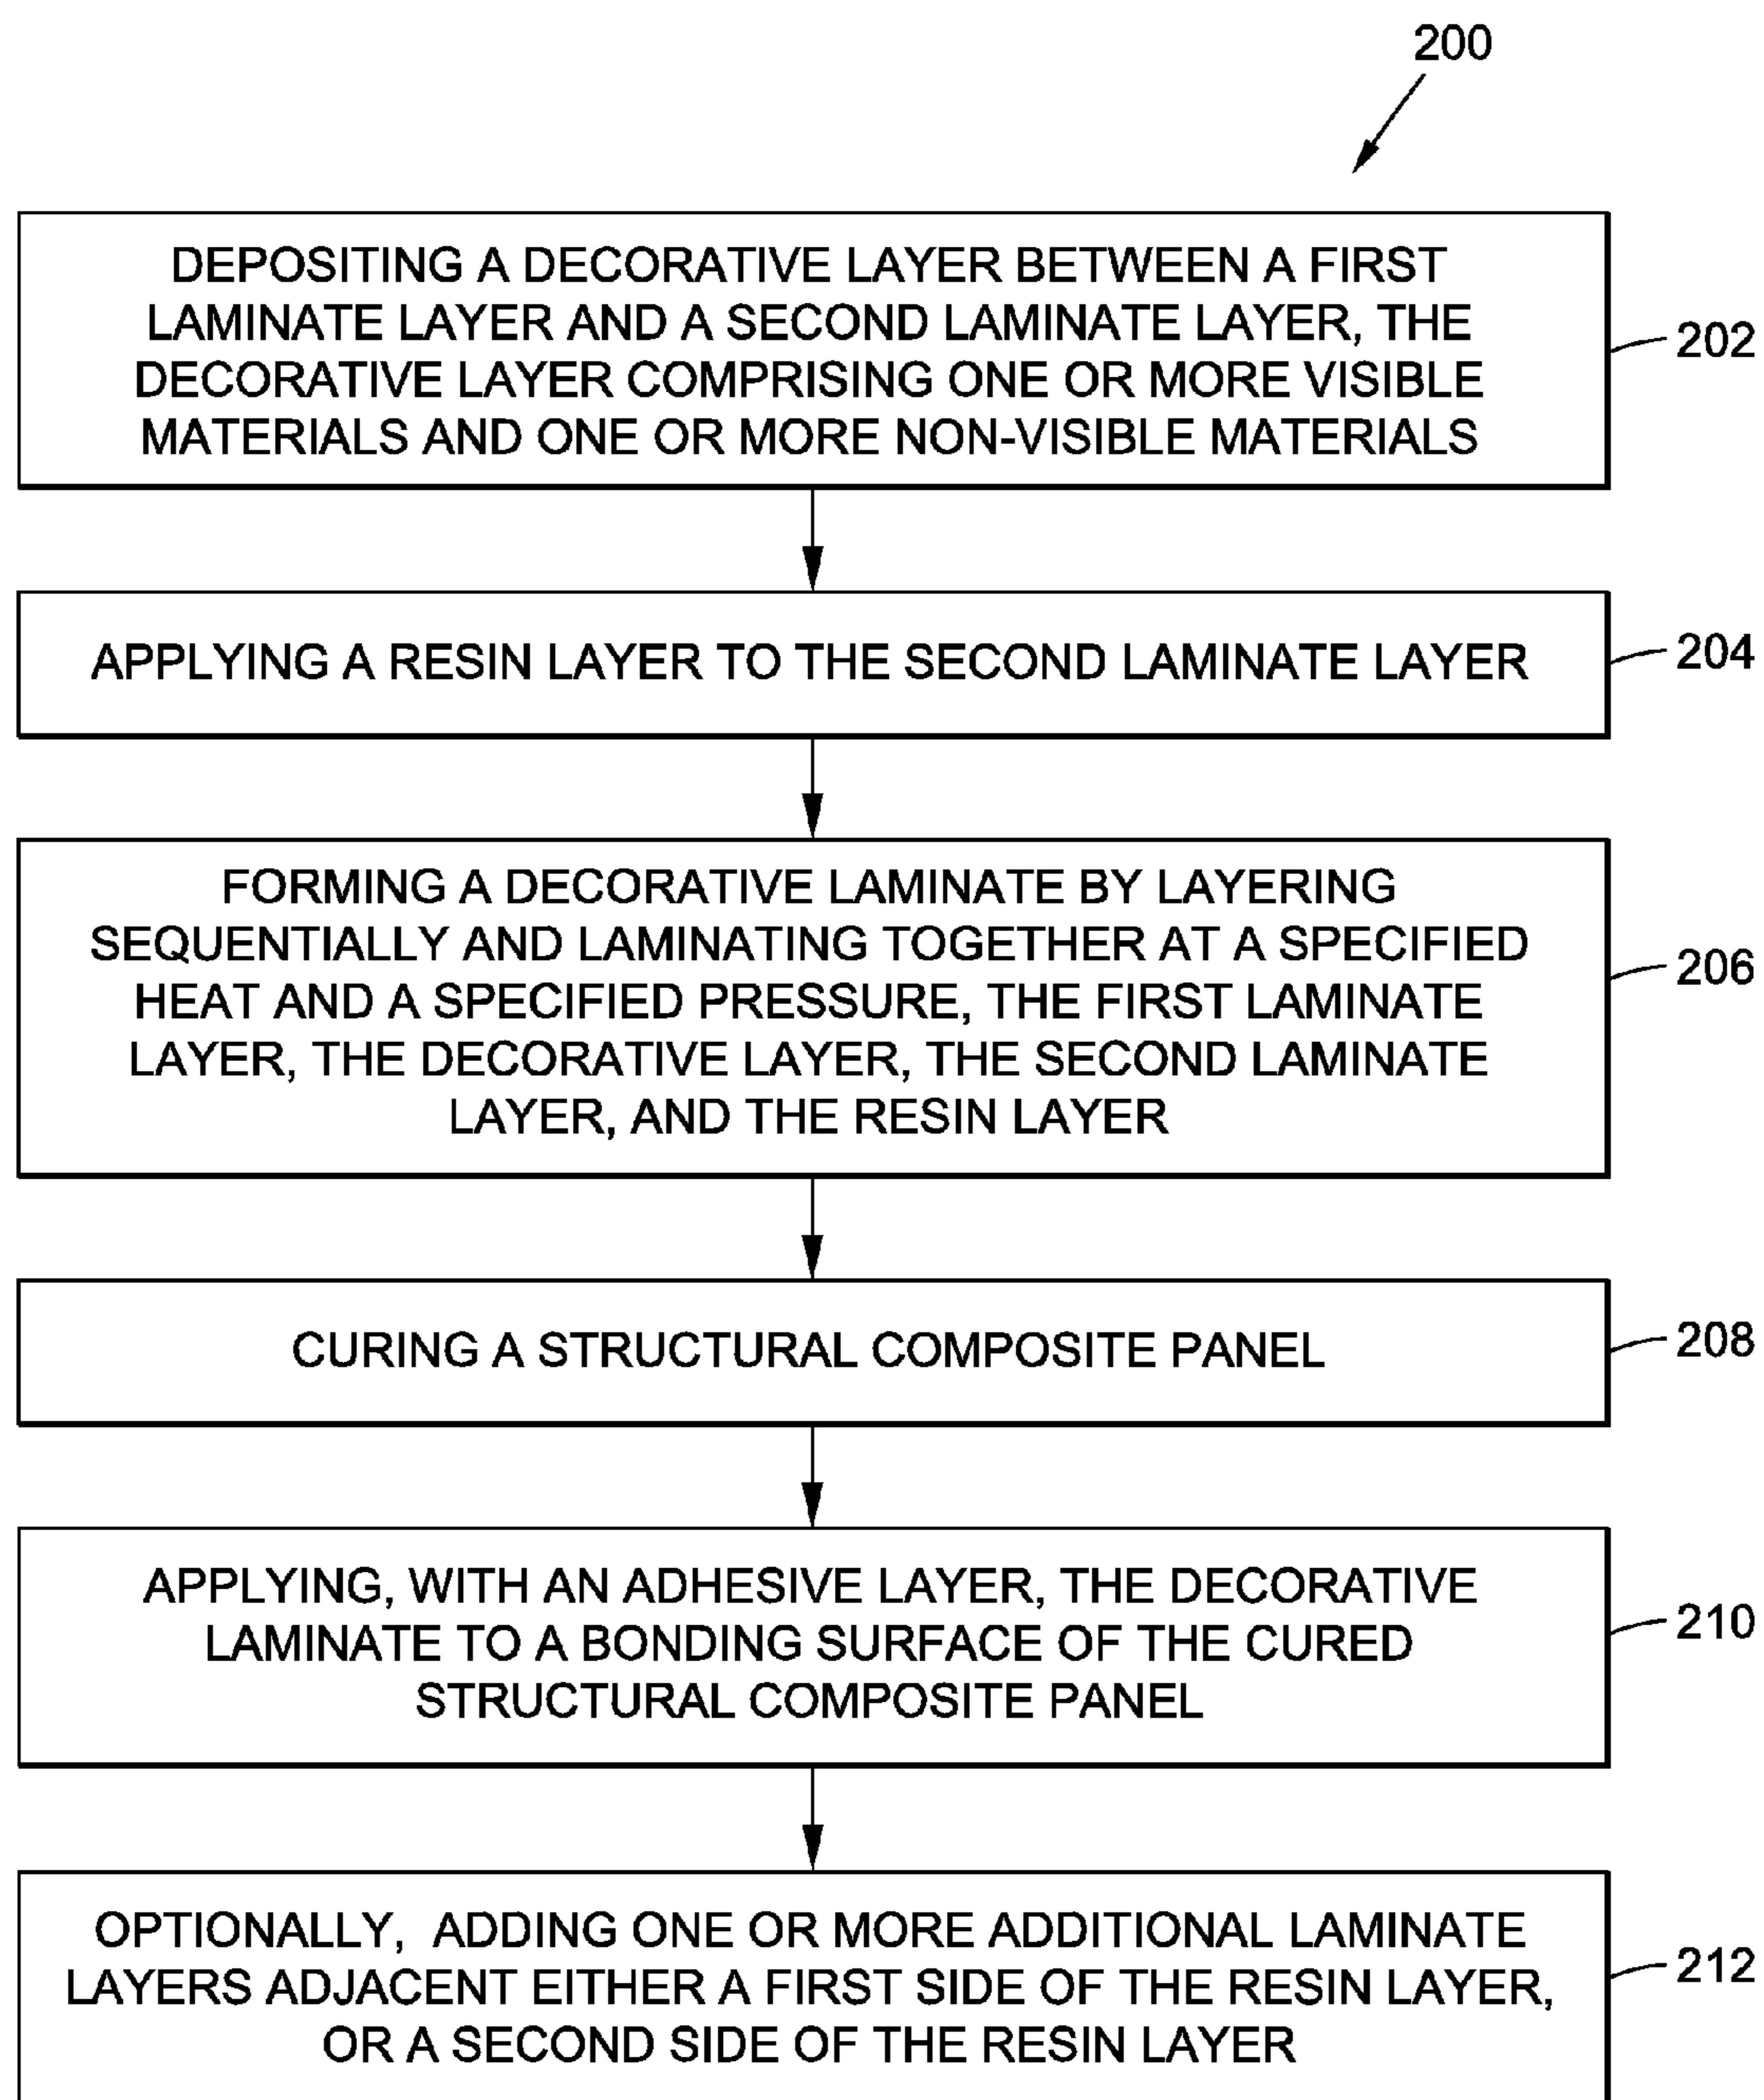 200
DEPOSITING A DECORATIVE LAYER BETWEEN A FIRST
LAMINATE LAYER AND A SECOND LAMINATE LAYER, THE
DECORATIVE LAYER COMPRISING ONE OR MORE VISIBLE
MATERIALS AND ONE OR MORE NON-VISIBLE MATERIALS
202
APPLYING A RESIN LAYER TO THE SECOND LAMINATE LAYER
204
FORMING A DECORATIVE LAMINATE BY LAYERING
SEQUENTIALLY AND LAMINATING TOGETHER AT A SPECIFIED
HEAT AND A SPECIFIED PRESSURE, THE FIRST LAMINATE
LAYER, THE DECORATIVE LAYER, THE SECOND LAMINATE
LAYER, AND THE RESIN LAYER
206
CURING A STRUCTURAL COMPOSITE PANEL
208
APPLYING, WITH AN ADHESIVE LAYER, THE DECORATIVE
LAMINATE TO A BONDING SURFACE OF THE CURED
STRUCTURAL COMPOSITE PANEL
210
OPTIONALLY, ADDING ONE OR MORE ADDITIONAL LAMINATE
LAYERS ADJACENT EITHER A FIRST SIDE OF THE RESIN LAYER,
OR A SECOND SIDE OF THE RESIN LAYER
212